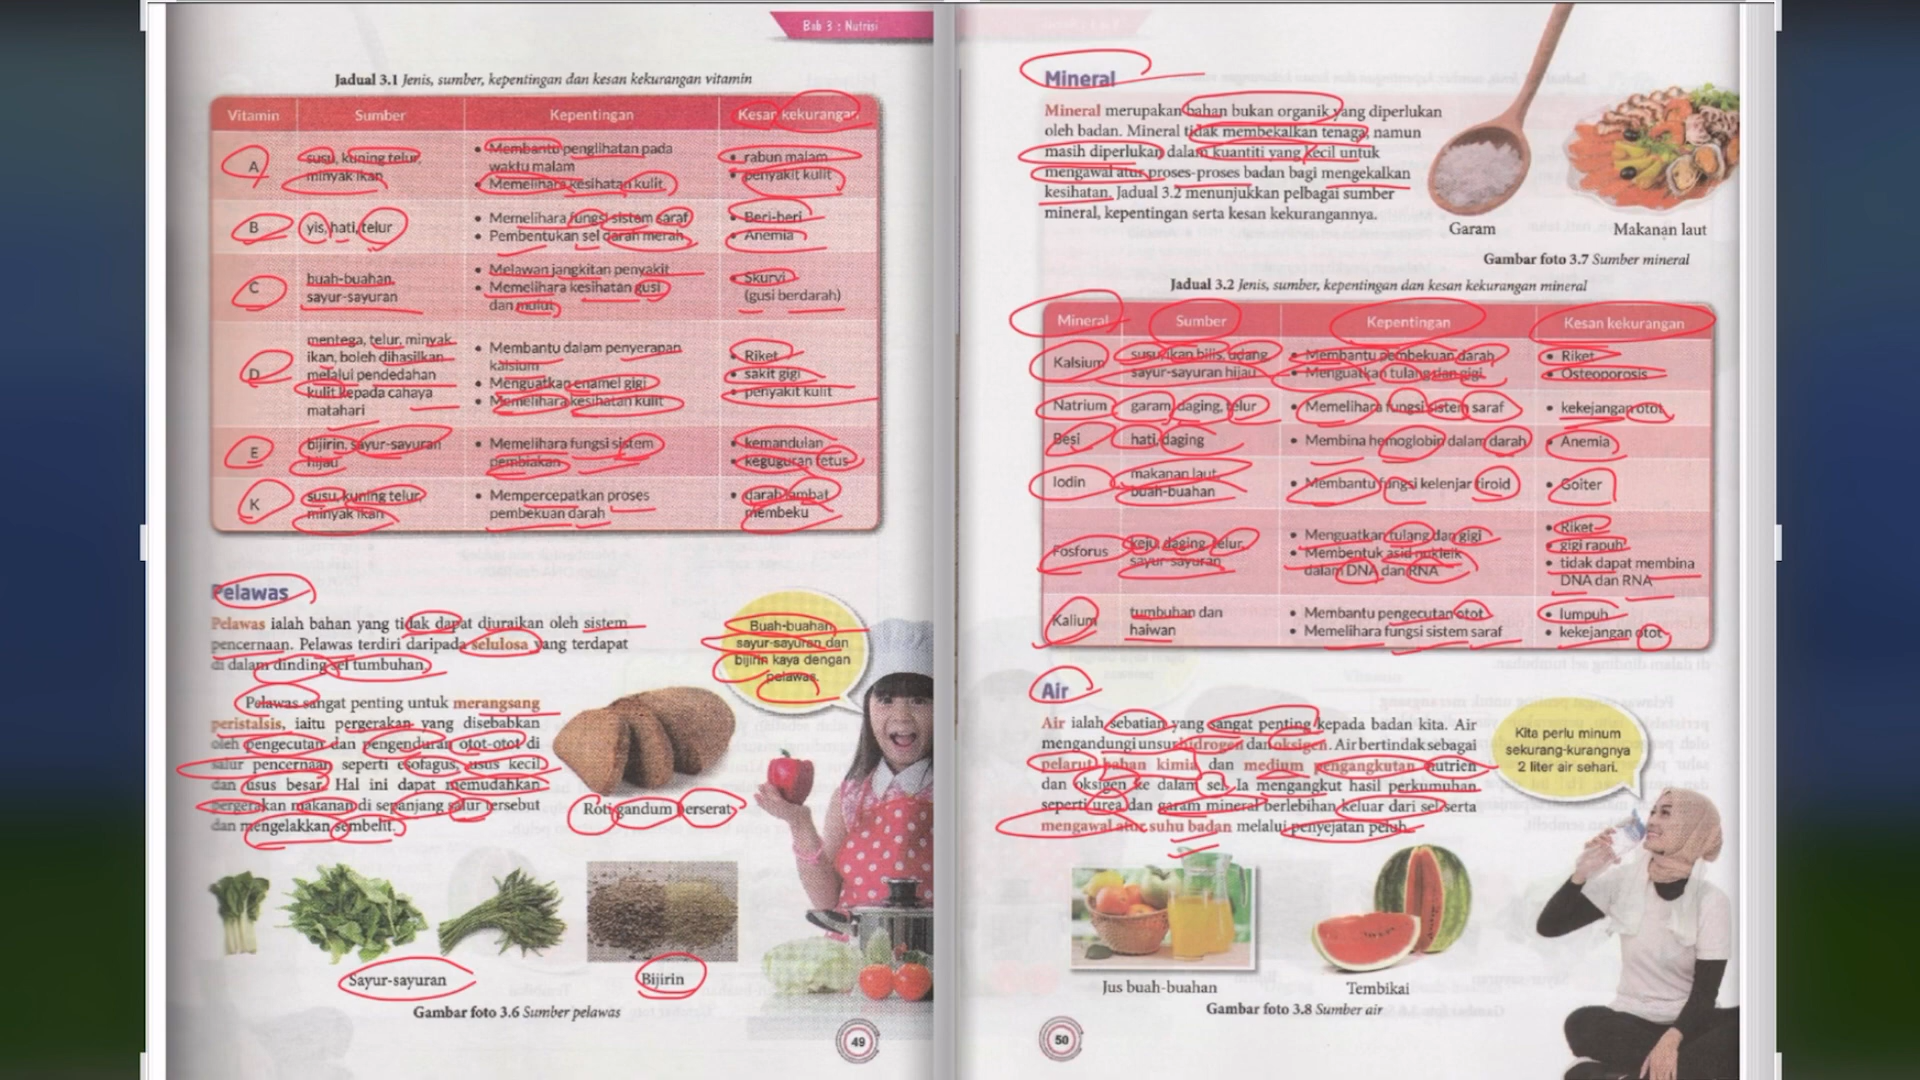 Bab 3 : Nutrisi
Jadual 3.1 Jenis, sumber, kepentingan dan kesan kekurangan vitamin
Vitamin Sumber Kepentingan Kesan kekurangan
A
susu, kuning telur,
minyak ikan
• Membantu penglihatan pada
waktu malam
• Memelihara kesihatan kulit
• rabun malam
• penyakit kulit
B
yis, hati, telur
• Memelihara fungsi sistem saraf
• Pembentukan sel darah merah
• Beri-beri
• Anemia
C
buah-buahan,
sayur-sayuran
• Melawan jangkitan penyakit
• Memelihara kesihatan gusi
dan mulut
• Skurvi
(gusi berdarah)
D
mentega, telur, minyak
ikan, boleh dihasilkan
melalui pendedahan
kulit kepada cahaya
matahari
• Membantu dalam penyerapan
kalsium
• Menguatkan enamel gigi
• Memelihara kesihatan kulit
• Riket
• sakit gigi
• penyakit kulit
E
bijirin, sayur-sayuran
hijau
• Memelihara fungsi sistem
pembiakan
• kemandulan
• keguguran fetus
K
susu, kuning telur,
minyak ikan
• Mempercepatkan proses
pembekuan darah
• darah lambat
membeku
Pelawas
Pelawas ialah bahan yang tidak dapat diuraikan oleh sistem
pencernaan. Pelawas terdiri daripada selulosa yang terdapat
di dalam dinding sel tumbuhan.
Pelawas sangat penting untuk merangsang
peristalsis, iaitu pergerakan yang disebabkan
oleh pengecutan dan pengenduran otot-otot di
salur pencernaan seperti esofagus, usus kecil
dan usus besar. Hal ini dapat memudahkan
pergerakan makanan di sepanjang salur tersebut
dan mengelakkan sembelit.
Buah-buahan,
sayur-sayuran dan
bijirin kaya dengan
pelawas.
Roti gandum berserat
Sayur-sayuran
Bijirin
Gambar foto 3.6 Sumber pelawas
49
Mineral
Mineral merupakan bahan bukan organik yang diperlukan
oleh badan. Mineral tidak membekalkan tenaga, namun
masih diperlukan dalam kuantiti yang kecil untuk
mengawal atur proses-proses badan bagi mengekalkan
kesihatan. Jadual 3.2 menunjukkan pelbagai sumber
mineral, kepentingan serta kesan kekurangannya.
Garam
Makanan laut
Gambar foto 3.7 Sumber mineral
Jadual 3.2 Jenis, sumber, kepentingan dan kesan kekurangan mineral
Mineral Sumber Kepentingan Kesan kekurangan
Kalsium
susu, ikan bilis, udang
sayur-sayuran hijau
• Membantu pembekuan darah
• Menguatkan tulang dan gigi
• Riket
• Osteoporosis
Natrium
garam, daging, telur
• Memelihara fungsi sistem saraf
• kekejangan otot
Besi
hati, daging
• Membina hemoglobin dalam darah
• Anemia
Iodin
makanan laut,
buah-buahan
• Membantu fungsi kelenjar tiroid
• Goiter
Fosforus
keju, daging, telur,
sayur-sayuran
• Menguatkan tulang dan gigi
• Membentuk asid nukleik
dalam DNA dan RNA
• Riket
• gigi rapuh
• tidak dapat membina
DNA dan RNA
Kalium
tumbuhan dan
haiwan
• Membantu pengecutan otot
• Memelihara fungsi sistem saraf
• lumpuh
• kekejangan otot
Air
Air ialah sebatian yang sangat penting kepada badan kita. Air
mengandungi unsur hidrogen dan oksigen. Air bertindak sebagai
pelarut bahan kimia dan medium pengangkutan nutrien
dan oksigen ke dalam sel. Ia mengangkut hasil perkumuhan
seperti urea dan garam mineral berlebihan keluar dari sel serta
mengawal atur suhu badan melalui penyejatan peluh.
Kita perlu minum
sekurang-kurangnya
2 liter air sehari.
Jus buah-buahan
Tembikai
Gambar foto 3.8 Sumber air
50